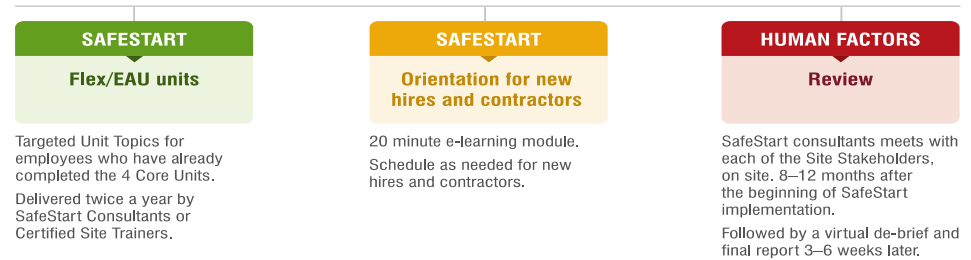 SAFESTART
Flex/EAU units
Targeted Unit Topics for
employees who have already
completed the 4 Core Units.
Delivered twice a year by
SafeStart Consultants or
Certified Site Trainers.
SAFESTART
Orientation for new
hires and contractors
20 minute e-learning module.
Schedule as needed for new
hires and contractors.
HUMAN FACTORS
Review
SafeStart consultants meets with
each of the Site Stakeholders,
on site. 8–12 months after
the beginning of SafeStart
implementation.
Followed by a virtual de-brief and
final report 3–6 weeks later.